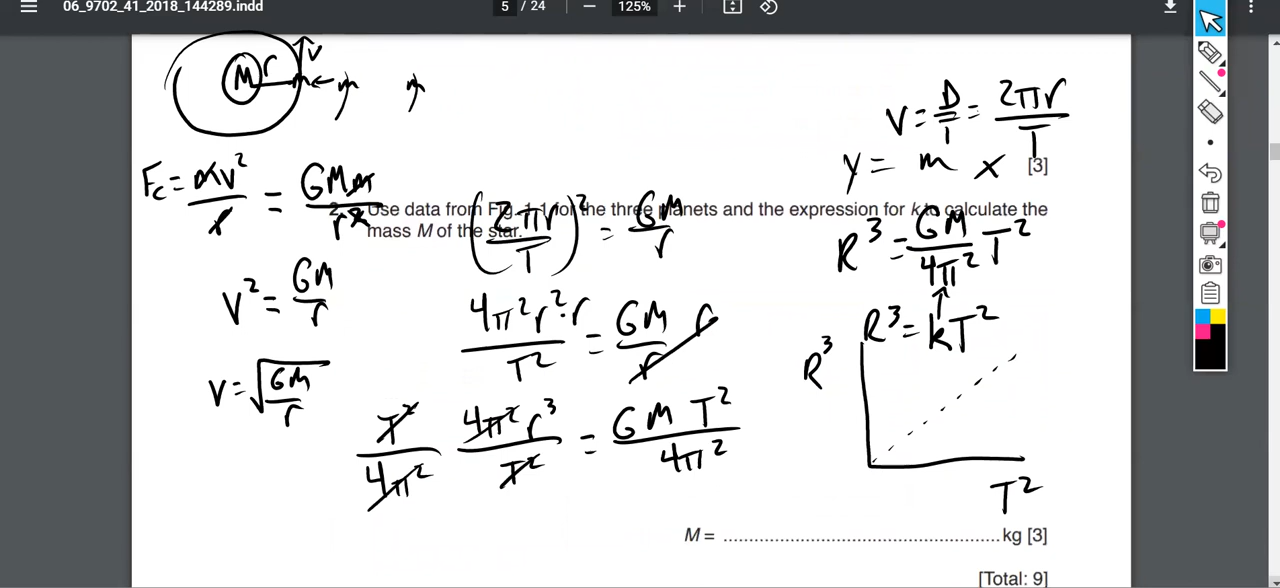 06_9702_41_2018_144289.indd
5 / 24
125%
M r v m
V = D/T = 2πr/T
y = m x
[3]
Fc = mv²/r = GMm/r²
2. Use data from Fig. 1.1 for the three planets and the expression for k to calculate the
mass M of the star.
(2πr/T)² = GM/r
R³ = GM/4π² T²
V² = GM/r
4π²r²·r/T² = GM/r r
R³ = kT²
R³
V = √GM/r
T²/4π² 4π²r³/T² = GMT²/4π²
T²
M = ........................................................ kg [3]
[Total: 9]